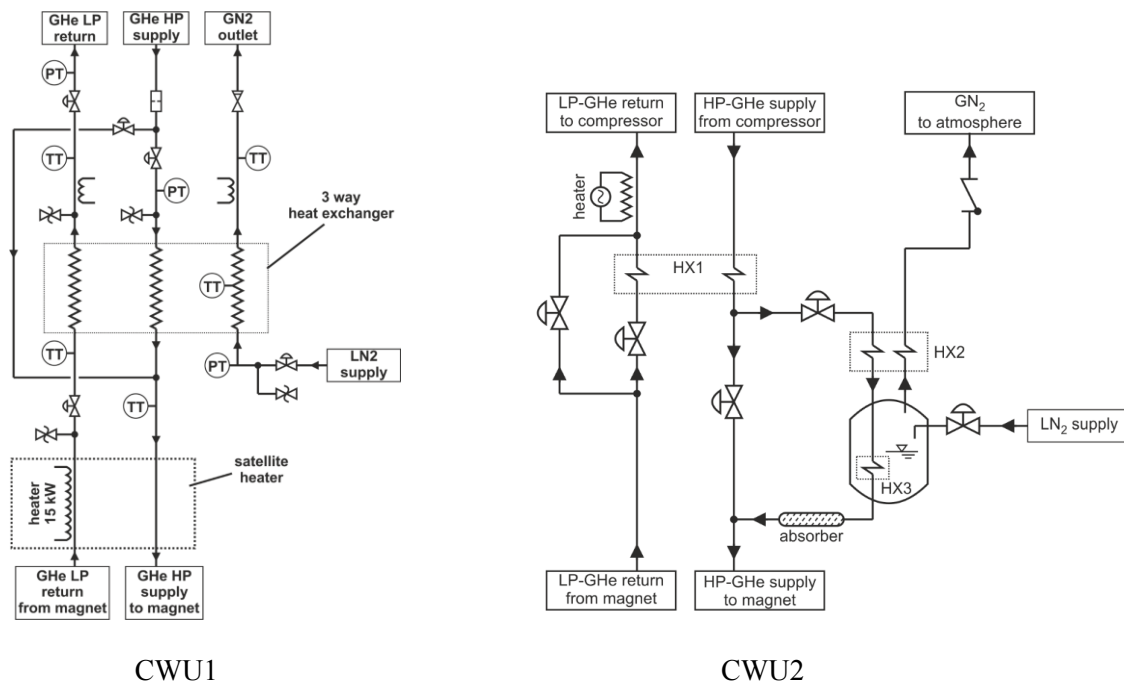 GHe LP
return
GHe HP
supply
GN2
outlet
PT
TT
PT
TT
3 way
heat exchanger
TT
TT
PT
LN2
supply
TT
satellite
heater
heater
15 kW
GHe LP
return
from magnet
GHe HP
supply
to magnet
CWU1
LP-GHe return
to compressor
HP-GHe supply
from compressor
GN2
to atmosphere
heater
HX1
HX2
LN2 supply
HX3
absorber
LP-GHe return
from magnet
HP-GHe supply
to magnet
CWU2